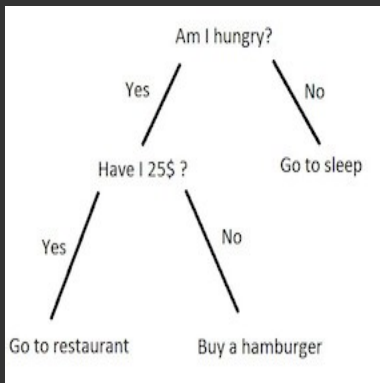 Am I hungry?
Yes
No
Have I 25$ ?
Go to sleep
Yes
No
Go to restaurant
Buy a hamburger